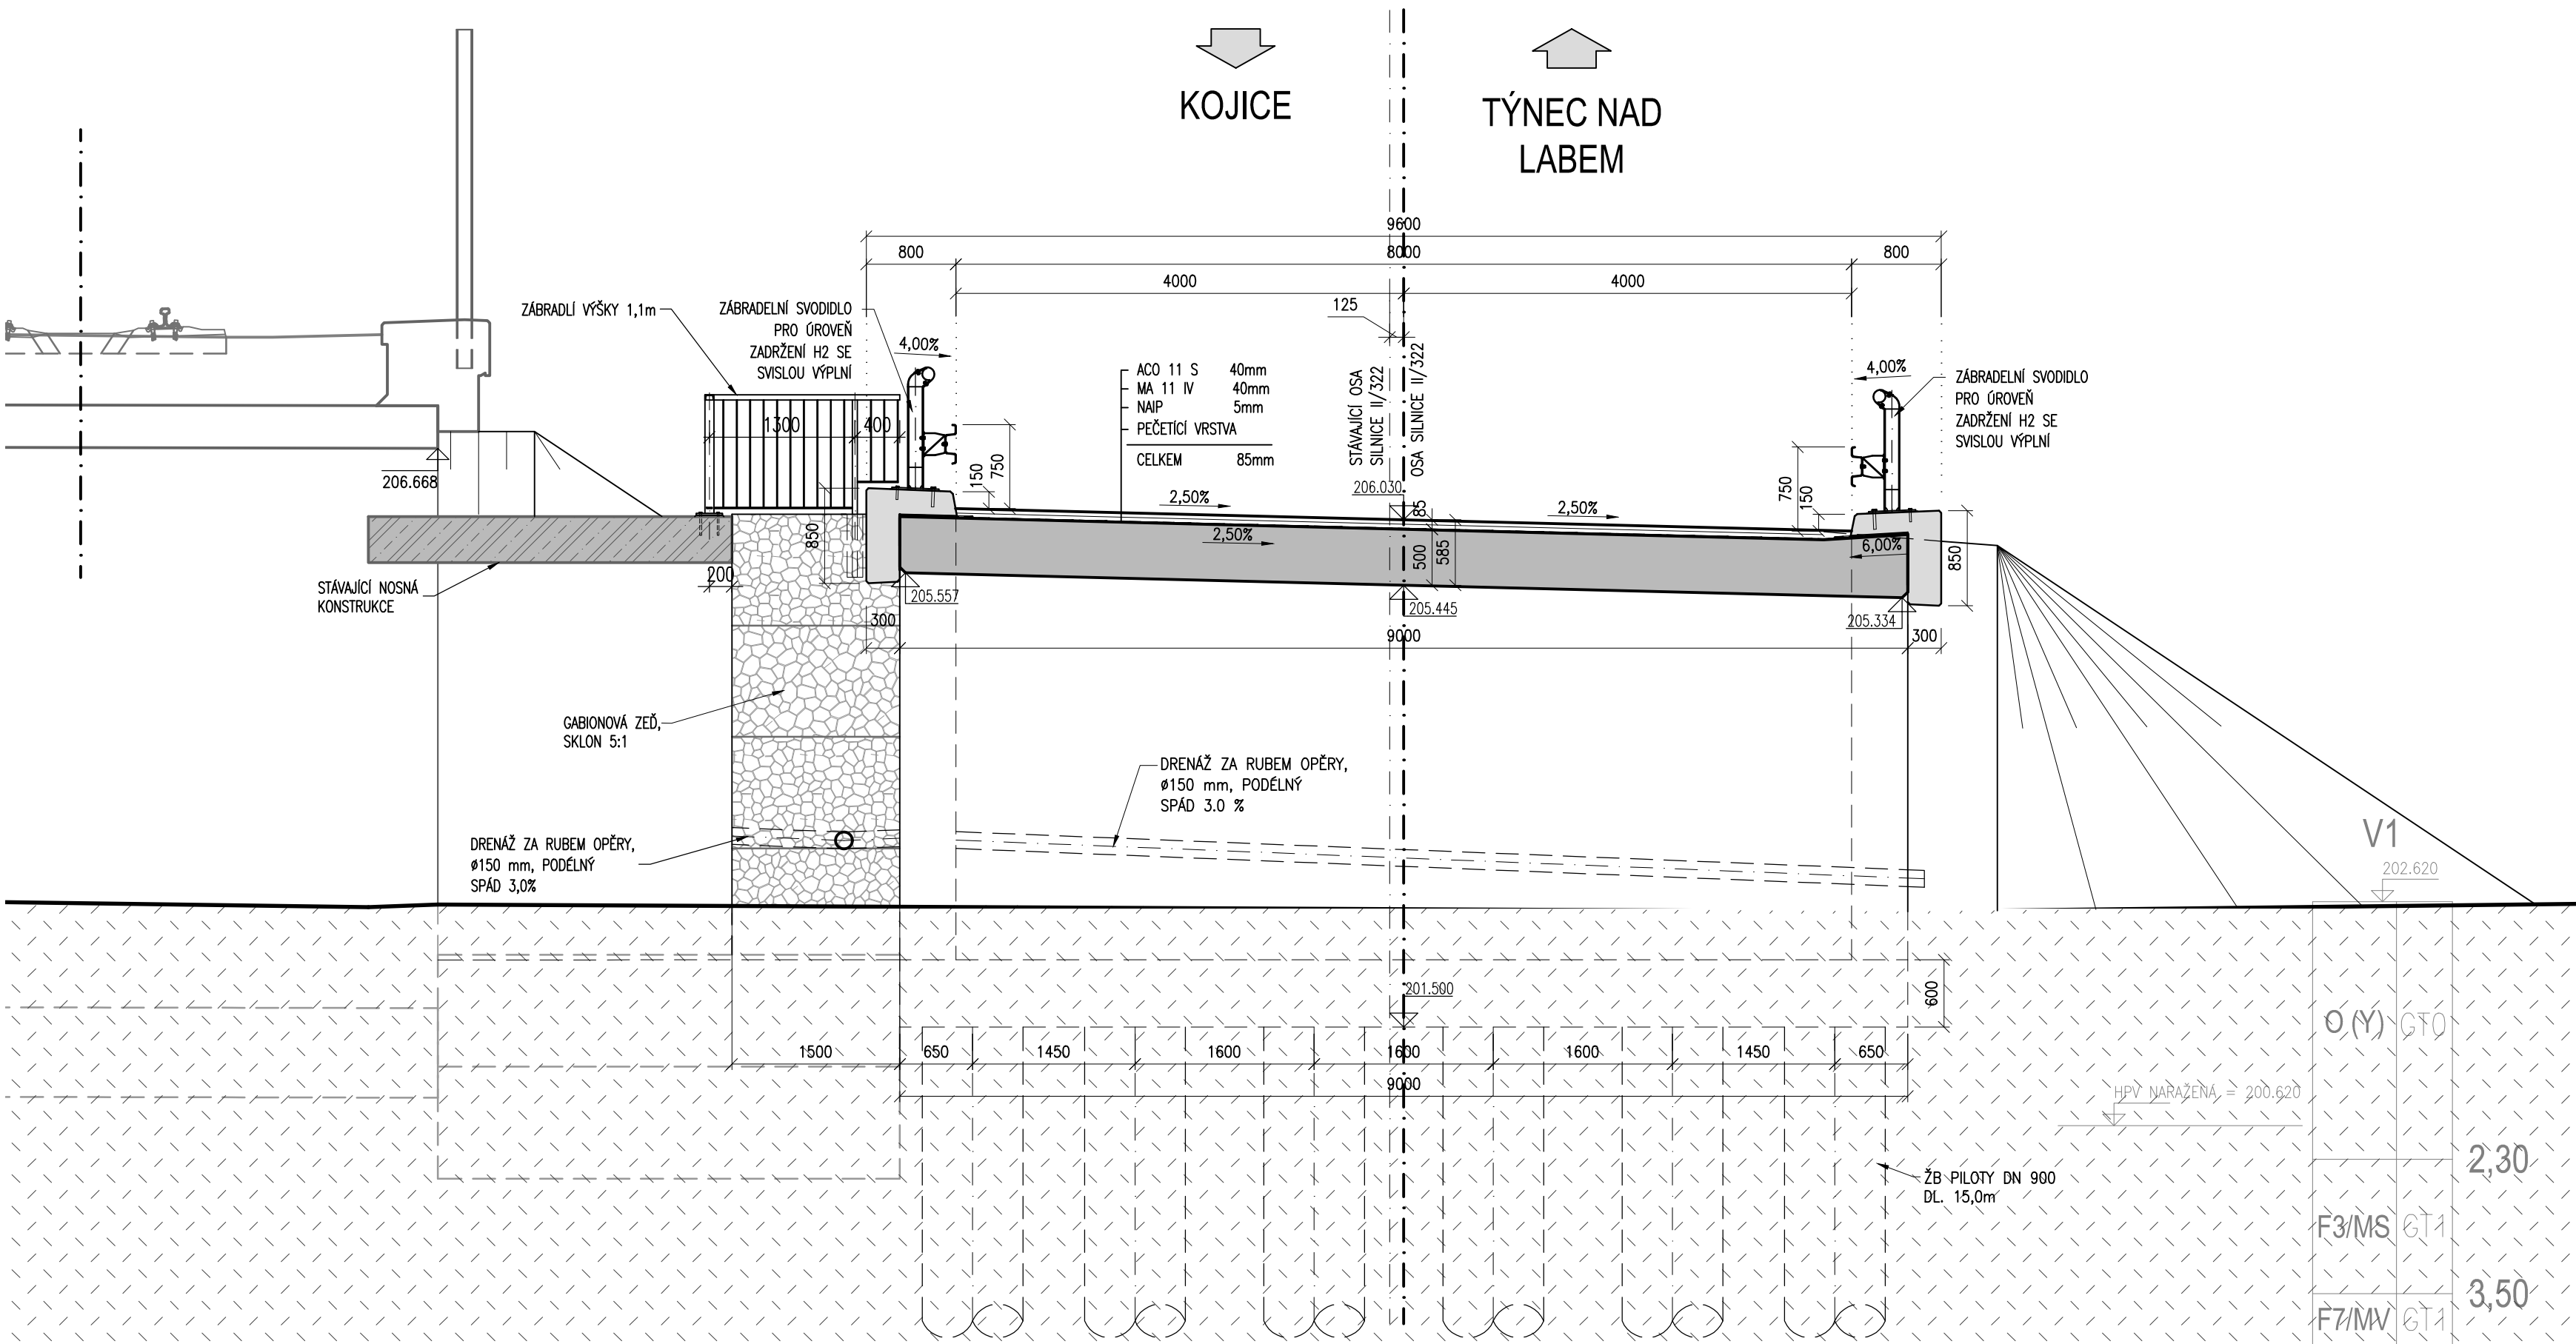 KOJICE
TÝNEC NAD
LABEM
9600
800
8000
800
4000
4000
125
ZÁBRADLÍ VÝŠKY 1,1m
ZÁBRADELNÍ SVODIDLO
PRO ÚROVEŇ
ZADRŽENÍ H2 SE
SVISLOU VÝPLNÍ
4,00%
ACO 11 S 40mm
MA 11 IV 40mm
NAIP 5mm
PEČETÍCÍ VRSTVA
CELKEM 85mm
STÁVAJÍCÍ OSA
SILNICE II/322
OSA SILNICE II/322
4,00%
ZÁBRADELNÍ SVODIDLO
PRO ÚROVEŇ
ZADRŽENÍ H2 SE
SVISLOU VÝPLNÍ
1300
400
150
750
750
150
206.668
206.030
85
2,50%
2,50%
2,50%
6,00%
850
500
585
850
200
STÁVAJÍCÍ NOSNÁ
KONSTRUKCE
205.557
205.445
205.334
300
9000
300
GABIONOVÁ ZEĎ,
SKLON 5:1
DRENÁŽ ZA RUBEM OPĚRY,
ø150 mm, PODÉLNÝ
SPÁD 3.0 %
DRENÁŽ ZA RUBEM OPĚRY,
ø150 mm, PODÉLNÝ
SPÁD 3,0%
V1
202.620
201.500
600
O (Y) GT0
1500
650
1450
1600
1600
1600
1450
650
9000
HPV NARAŽENÁ = 200.620
2,30
ŽB PILOTY DN 900
DL. 15,0m
F3/MS GT1
3,50
F7/MV GT1